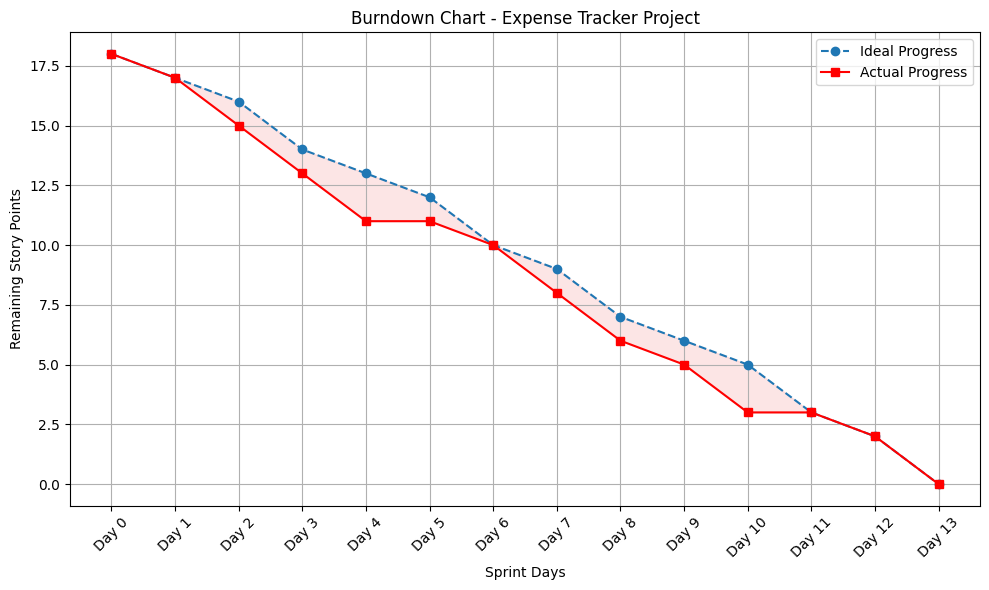 Burndown Chart - Expense Tracker Project
Ideal Progress
Actual Progress
Remaining Story Points
17.5
15.0
12.5
10.0
7.5
5.0
2.5
0.0
Day 0
Day 1
Day 2
Day 3
Day 4
Day 5
Day 6
Day 7
Day 8
Day 9
Day 10
Day 11
Day 12
Day 13
Sprint Days